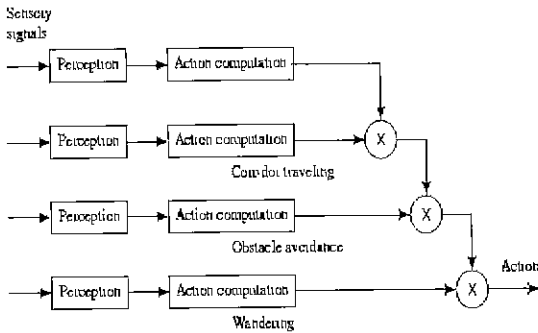 Sensory
signals
Perception
Action computation
X
Perception
Action computation
Corridor traveling
X
Perception
Action computation
Obstacle avoidance
X
Action
Perception
Action computation
Wandering